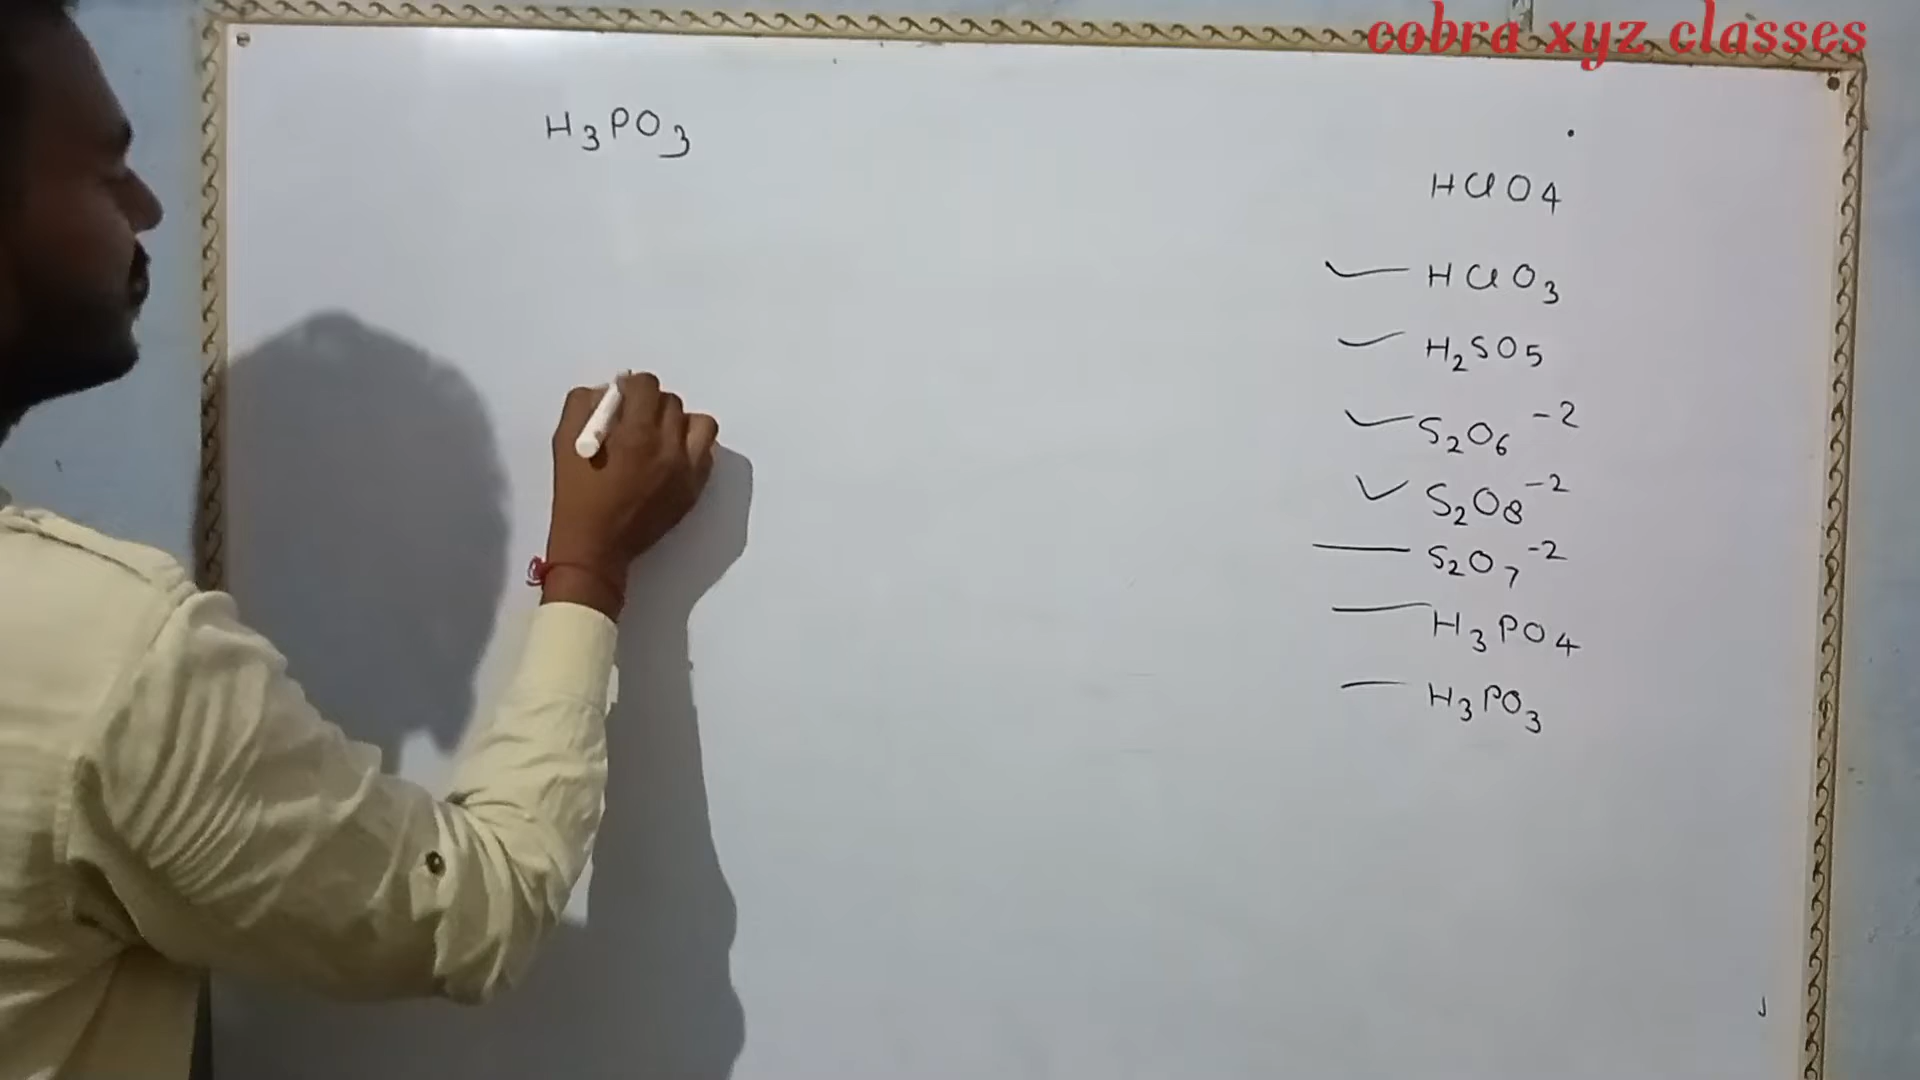 cobra xyz classes
H₃PO₃
HClO4
HClO₃
H₂SO5
S₂O₆⁻²
S₂O₈⁻²
S₂O₇⁻²
H₃PO₄
H₃PO₃